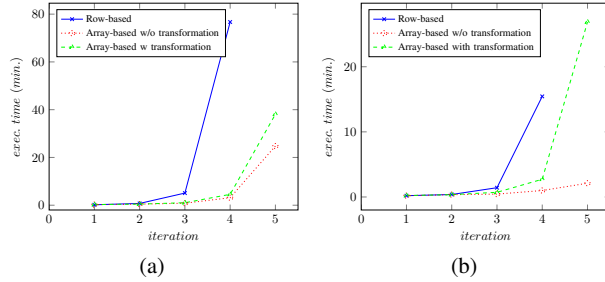 80
60
40
20
0
0
1
2
3
4
5
exec. time (min.)
iteration
Row-based
Array-based w/o transformation
Array-based w transformation
(a)
20
10
0
0
1
2
3
4
5
exec. time (min.)
iteration
Row-based
Array-based w/o transformation
Array-based with transformation
(b)